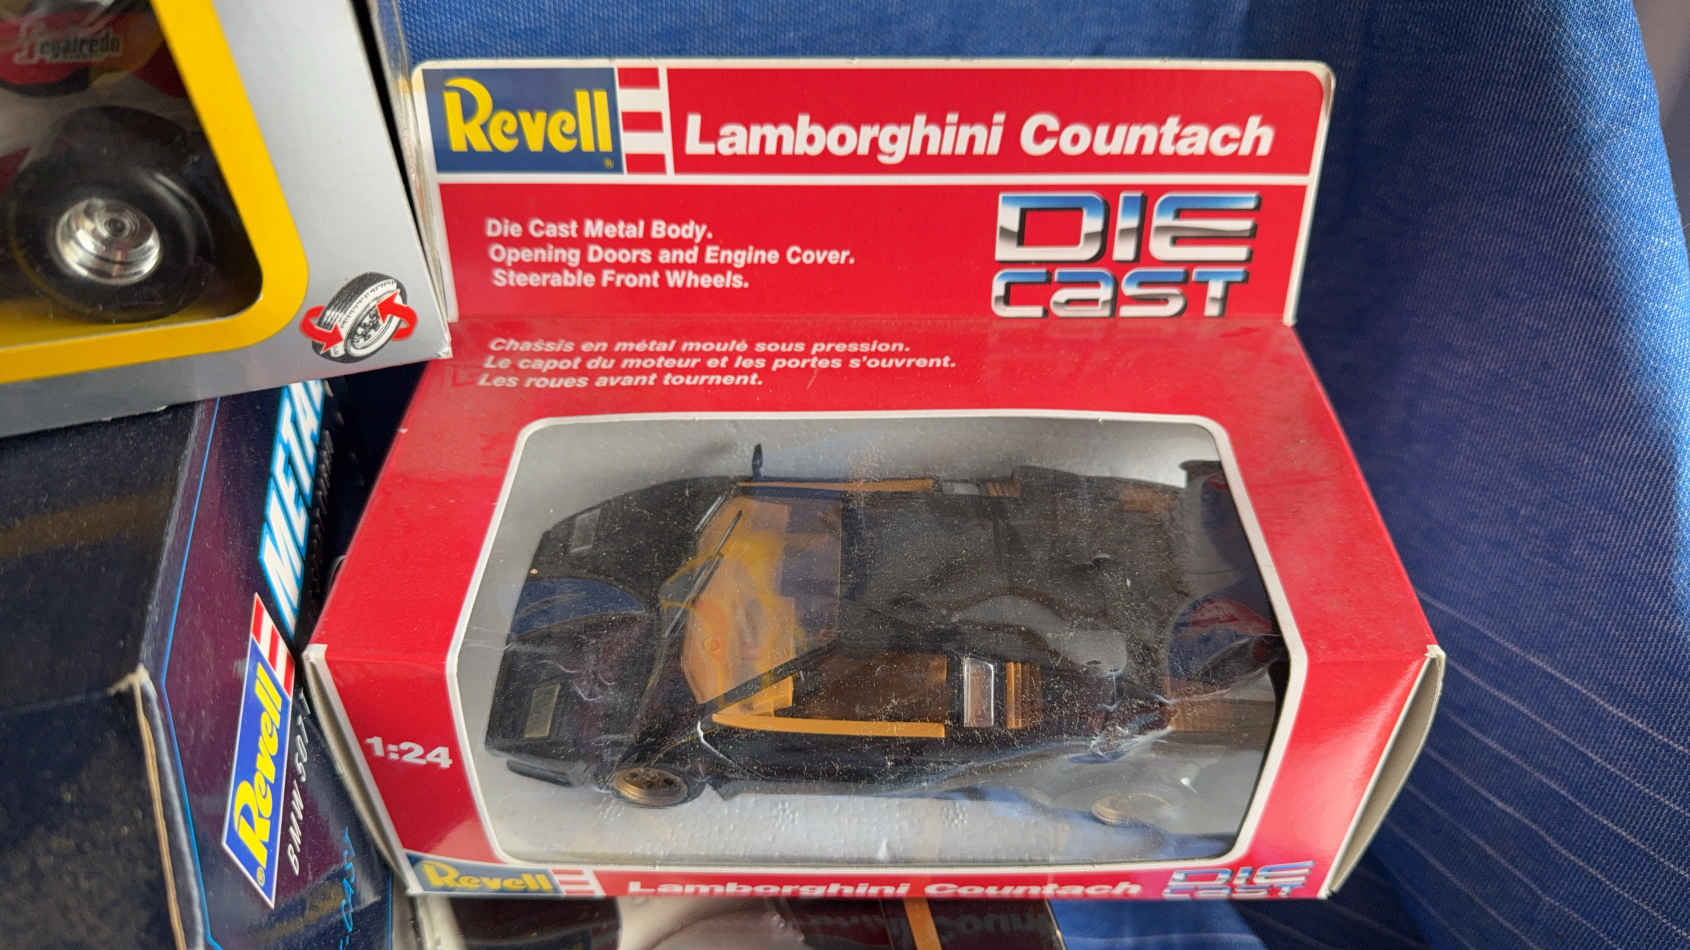 Revell
Lamborghini Countach
Die Cast Metal Body.
Opening Doors and Engine Cover.
Steerable Front Wheels.
DIE
CAST
Chassis en métal moulé sous pression.
Le capot du moteur et les portes s'ouvrent.
Les roues avant tournent.
1:24
Revell
Lamborghini Countach
DIE
CAST
META
Revell
BMW